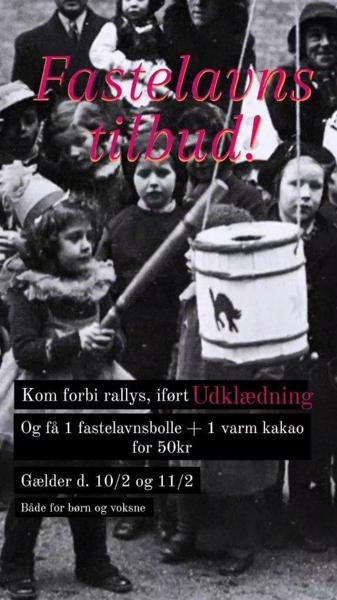 Fastelavns
tilbud!
Kom forbi rallys, iført Udklædning
Og få 1 fastelavnsbolle + 1 varm kakao
for 50kr
Gælder d. 10/2 og 11/2
Både for børn og voksne